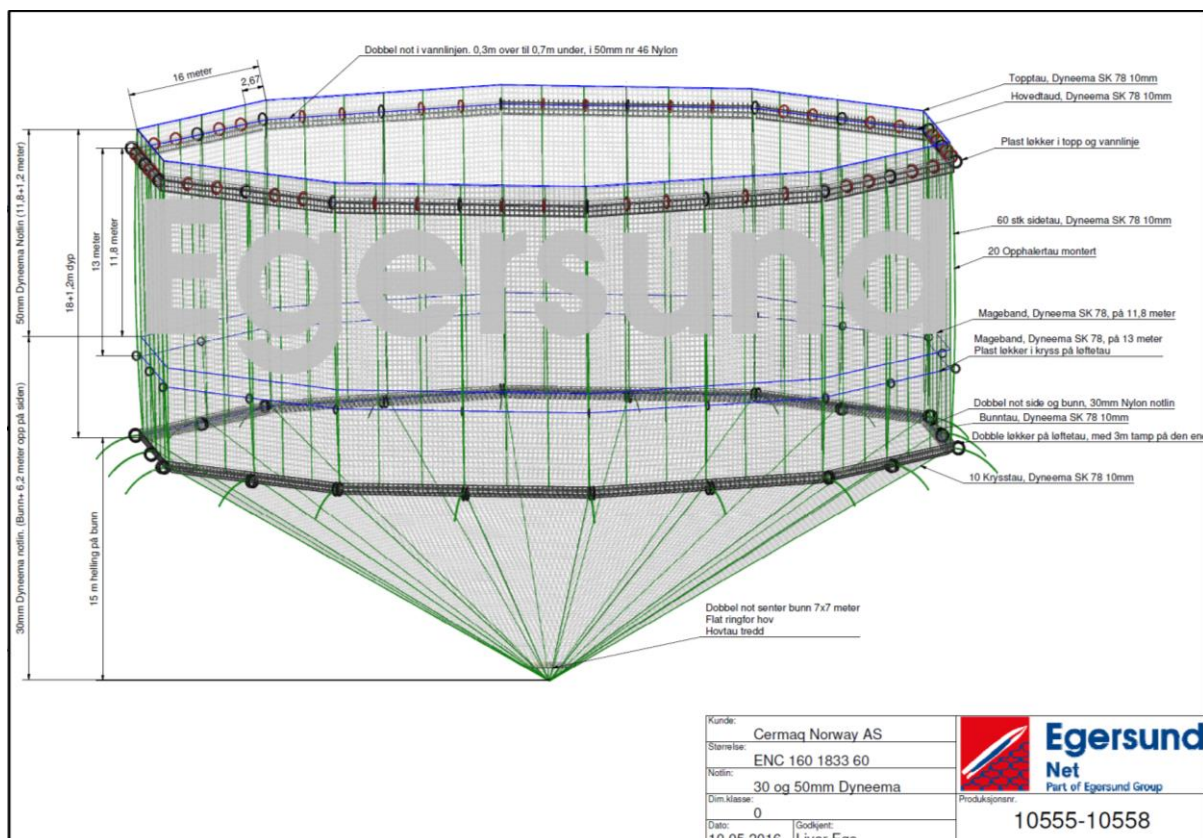 Dobbel not i vannlinjen. 0,3m over til 0,7m under, i 50mm nr 46 Nylon
16 meter
2,67
Topptau, Dyneema SK 78 10mm
Hovedtaud, Dyneema SK 78 10mm
Plast løkker i topp og vannlinje
60 stk sidetau, Dyneema SK 78 10mm
20 Opphalertau montert
Mageband, Dyneema SK 78, på 11,8 meter
Mageband, Dyneema SK 78, på 13 meter
Plast løkker i kryss på løftetau
Dobbel not side og bunn, 30mm Nylon notlin
Bunntau, Dyneema SK 78 10mm
Dobble løkker på løftetau, med 3m tamp på den en
10 Krysstau, Dyneema SK 78 10mm
50mm Dyneema Notlin (11,8+1,2 meter)
18+1,2m dyp
13 meter
11,8 meter
Egersund
30mm Dyneema notlin. (Bunn+ 6,2 meter opp på siden)
15 m helling på bunn
Dobbel not senter bunn 7x7 meter
Flat ringfor hov
Hovtau tredd
Kunde:
Cermaq Norway AS
Størrelse:
ENC 160 1833 60
Notlin:
30 og 50mm Dyneema
Dim.klasse:
0
Dato:
Godkjent:
Egersund
Net
Part of Egersund Group
Produksjonsnr.
10555-10558